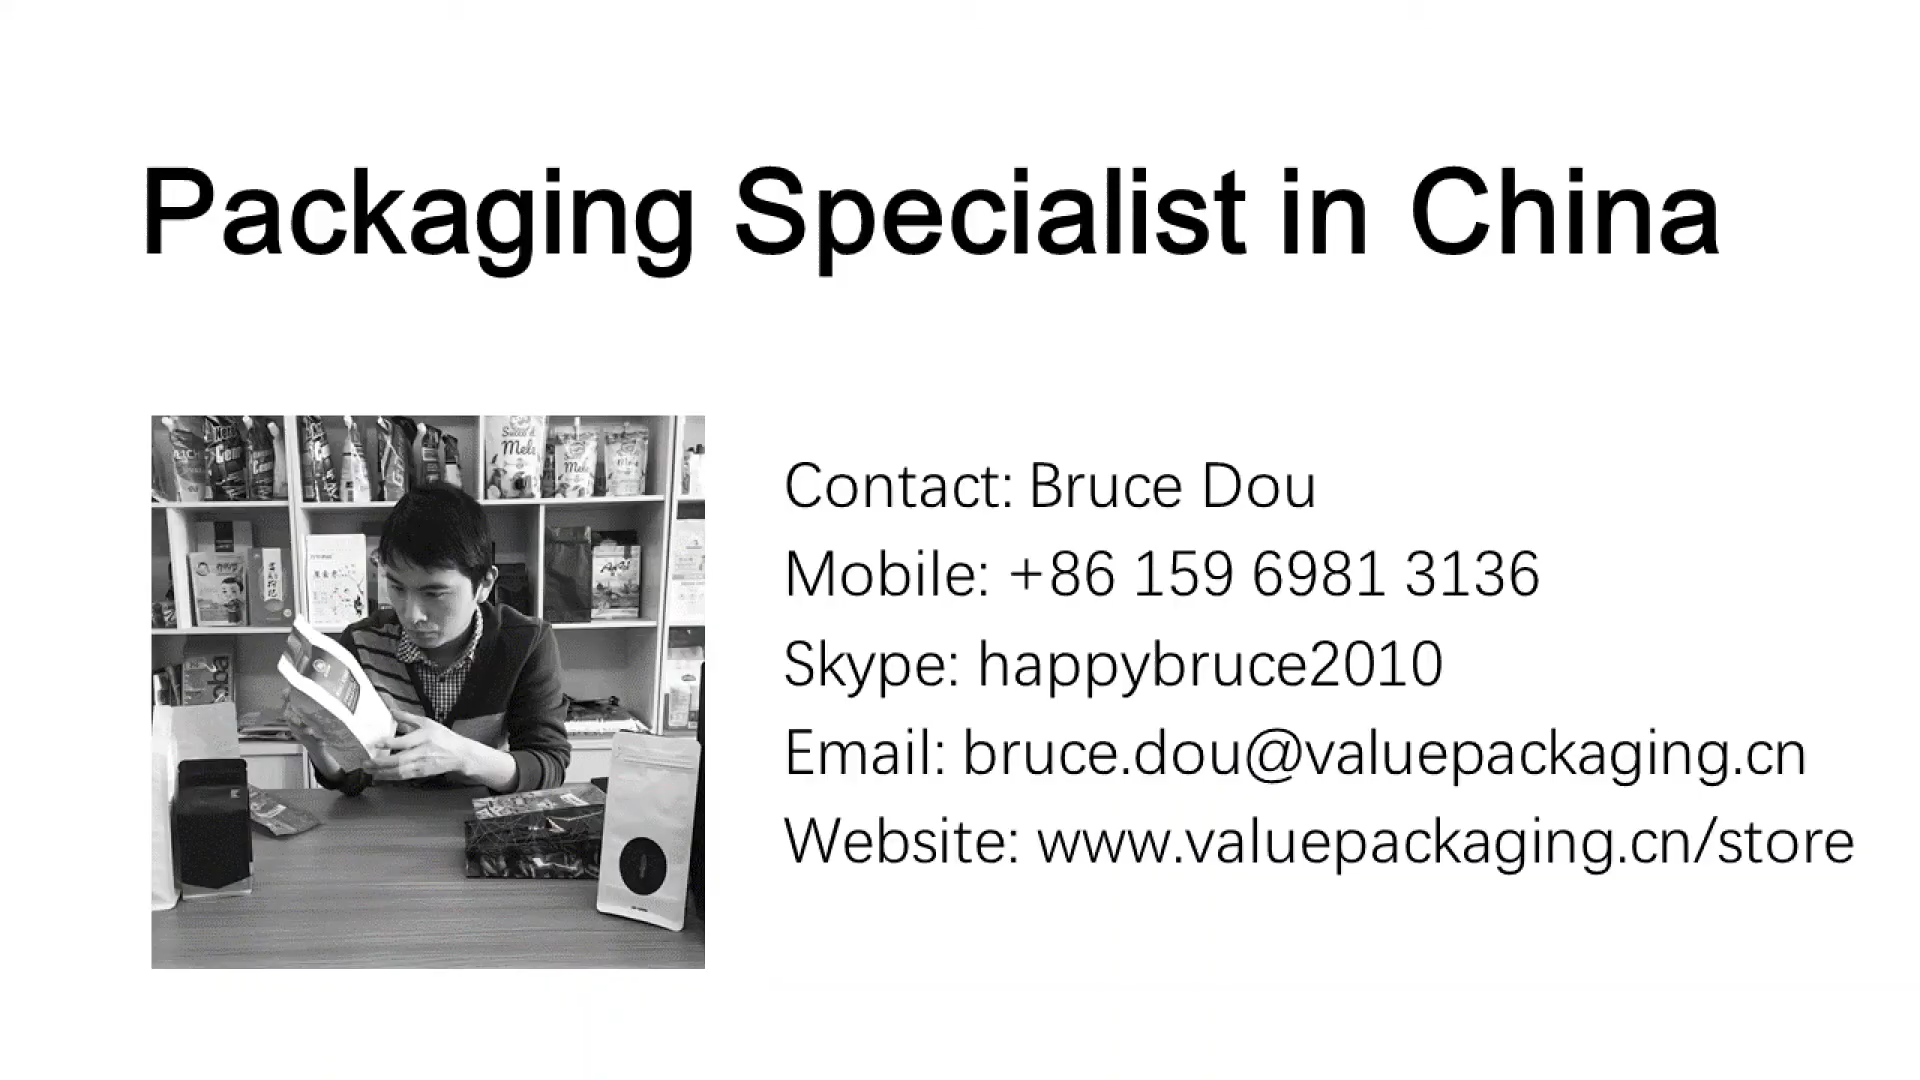 Packaging Specialist in China
Contact: Bruce Dou
Mobile: +86 159 6981 3136
Skype: happybruce2010
Email: bruce.dou@valuepackaging.cn
Website: www.valuepackaging.cn/store